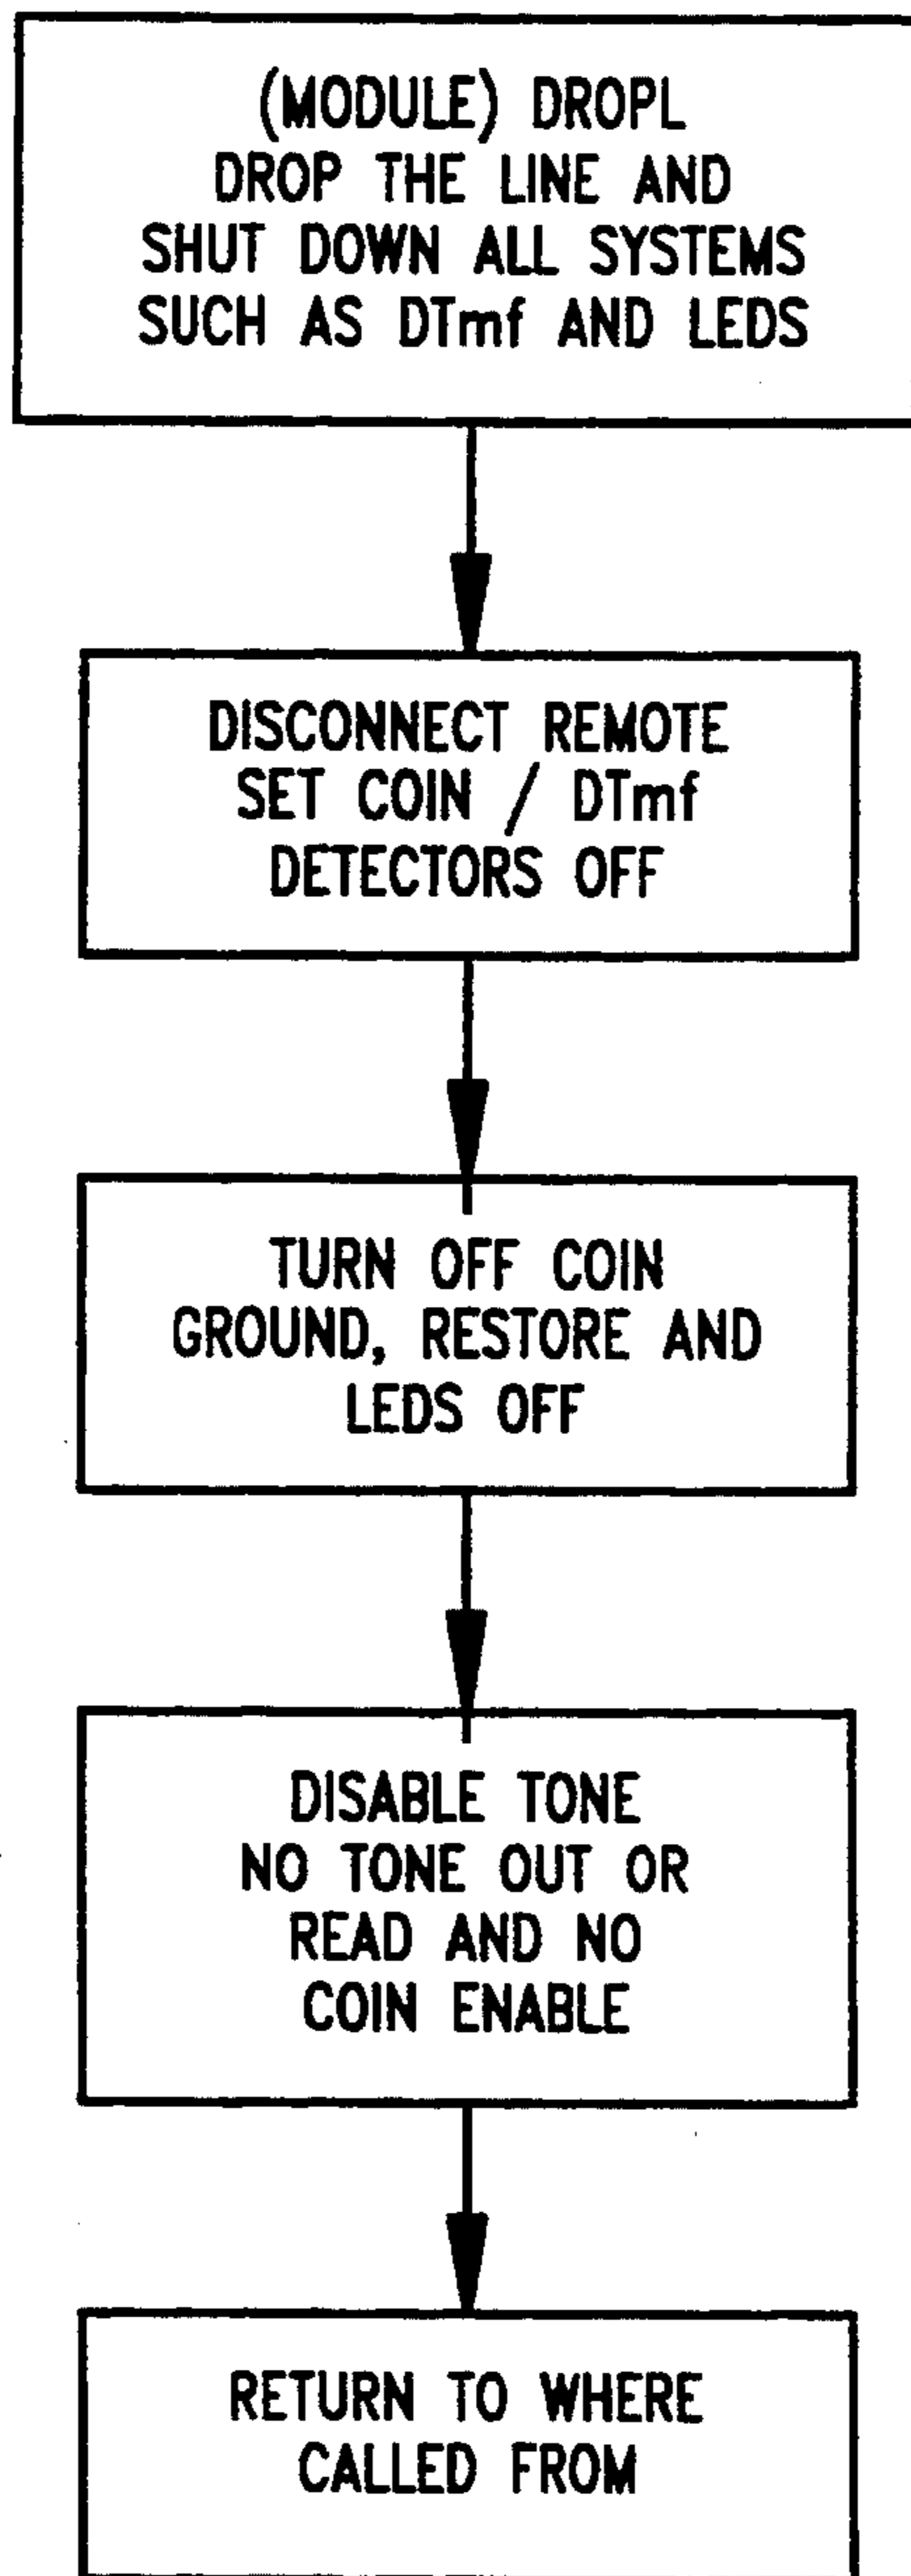 (MODULE) DROPL
DROP THE LINE AND
SHUT DOWN ALL SYSTEMS
SUCH AS DTmf AND LEDS
DISCONNECT REMOTE
SET COIN / DTmf
DETECTORS OFF
TURN OFF COIN
GROUND, RESTORE AND
LEDS OFF
DISABLE TONE
NO TONE OUT OR
READ AND NO
COIN ENABLE
RETURN TO WHERE
CALLED FROM